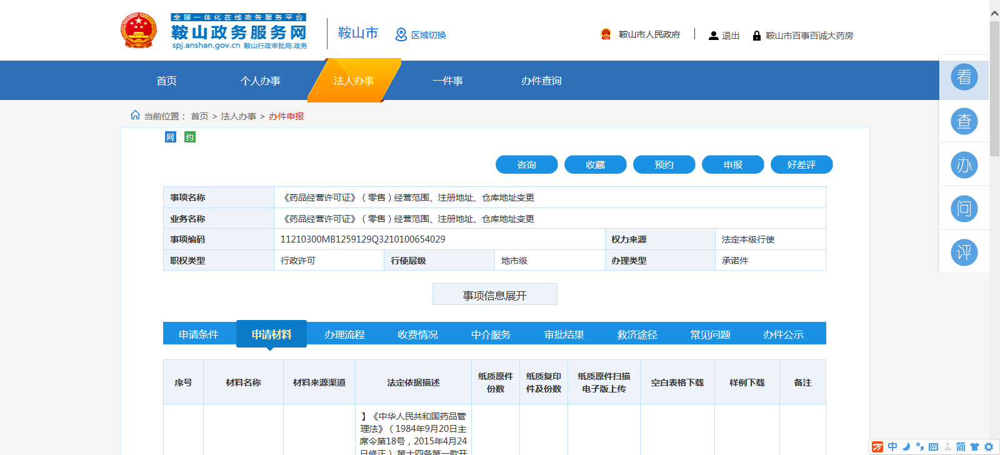 全国一体化在线政务服务平台
鞍山政务服务网
spj.anshan.gov.cn 鞍山行政审批局.政务
鞍山市
区域切换
鞍山市人民政府
退出
鞍山市百事百诚大药房
首页
个人办事
法人办事
一件事
办件查询
当前位置： 首页 > 法人办事 > 办件申报
网 约
咨询
收藏
预约
申报
好差评
事项名称
《药品经营许可证》（零售）经营范围、注册地址、仓库地址变更
业务名称
《药品经营许可证》（零售）经营范围、注册地址、仓库地址变更
事项编码
11210300MB1259129Q3210100654029
权力来源
法定本级行使
职权类型
行政许可
行使层级
地市级
办理类型
承诺件
事项信息展开
申请条件
申请材料
办理流程
收费情况
中介服务
审批结果
救济途径
常见问题
办件公示
序号
材料名称
材料来源渠道
法定依据描述
纸质原件
份数
纸质复印
件及份数
纸质原件扫描
电子版上传
空白表格下载
样例下载
备注
】《中华人民共和国药品管
理法》（1984年9月20日主
席令第18号，2015年4月24
日修正）第十四条第一款开
看
查
办
问
评
中
简